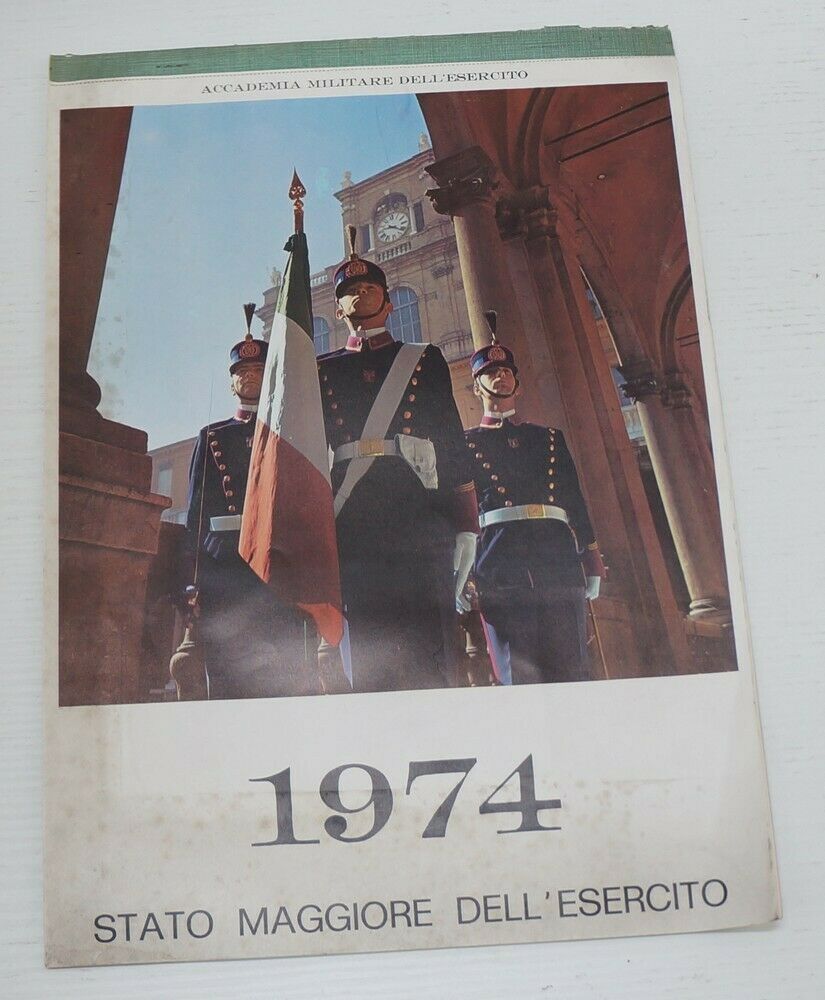 ACCADEMIA MILITARE DELL'ESERCITO
1974
STATO MAGGIORE DELL'ESERCITO